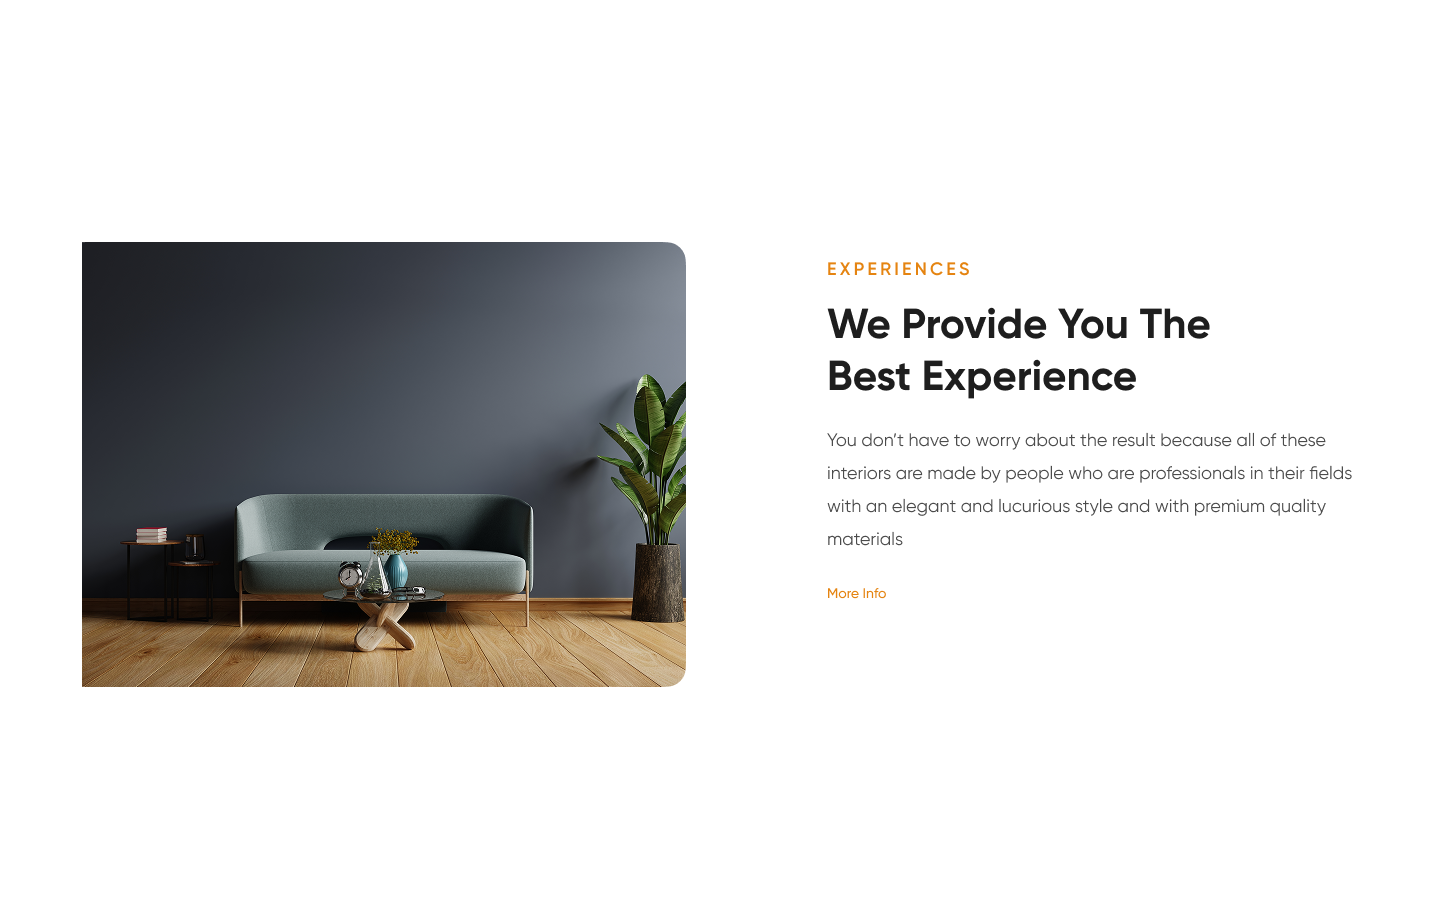 EXPERIENCES
We Provide You The
Best Experience
You don’t have to worry about the result because all of these
interiors are made by people who are professionals in their fields
with an elegant and lucurious style and with premium quality
materials
More Info